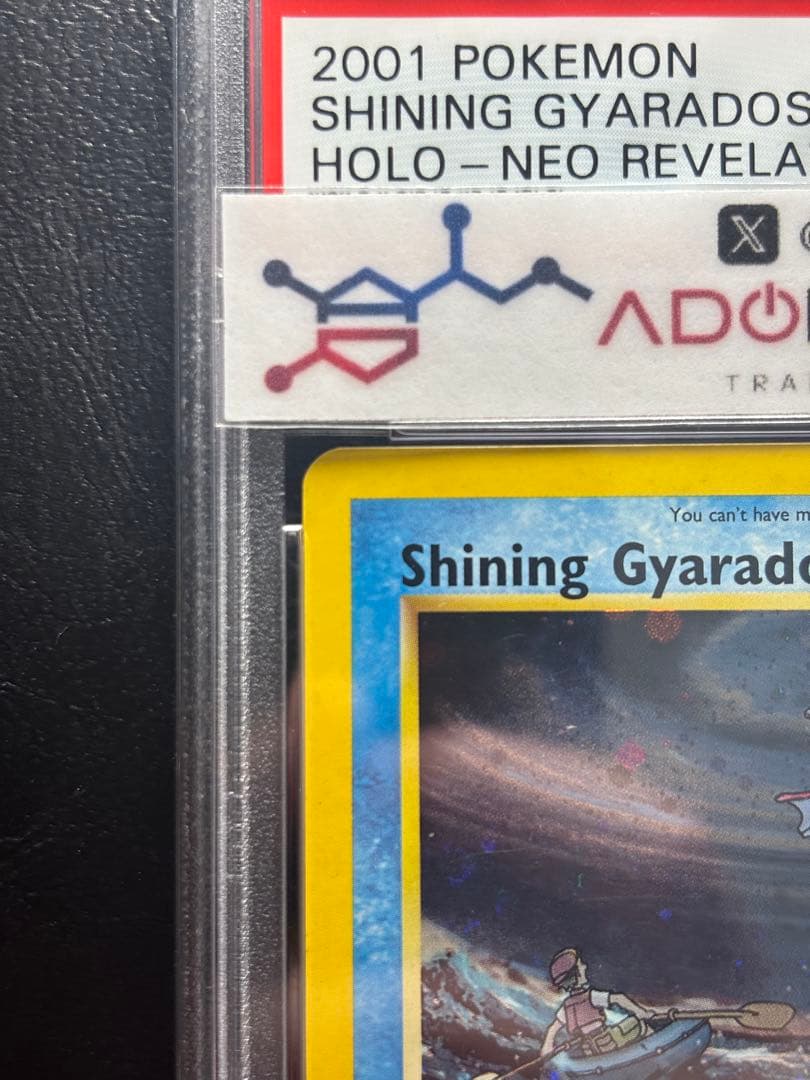 2001 POKEMON
SHINING GYARADOS
HOLO – NEO REVELA
X
ADO
TRA
You can't have m
Shining Gyarado